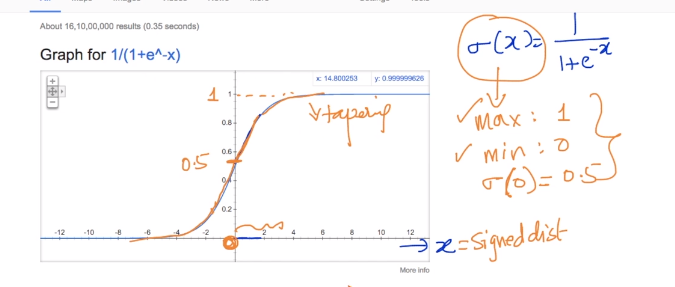 About 16,10,00,000 results (0.35 seconds)
Graph for 1/(1+e^-x)
x: 14.800253 y: 0.999999626
1 1
0.8
tapering
0.6
0.5
0.4
0.2
-12 -10 -8 -6 -4 -2 2 4 6 8 10 12
More info
σ(x)= 1
1+e^-x
✓ max: 1
✓ min: 0
σ(0)= 0.5
→ x = signed dist